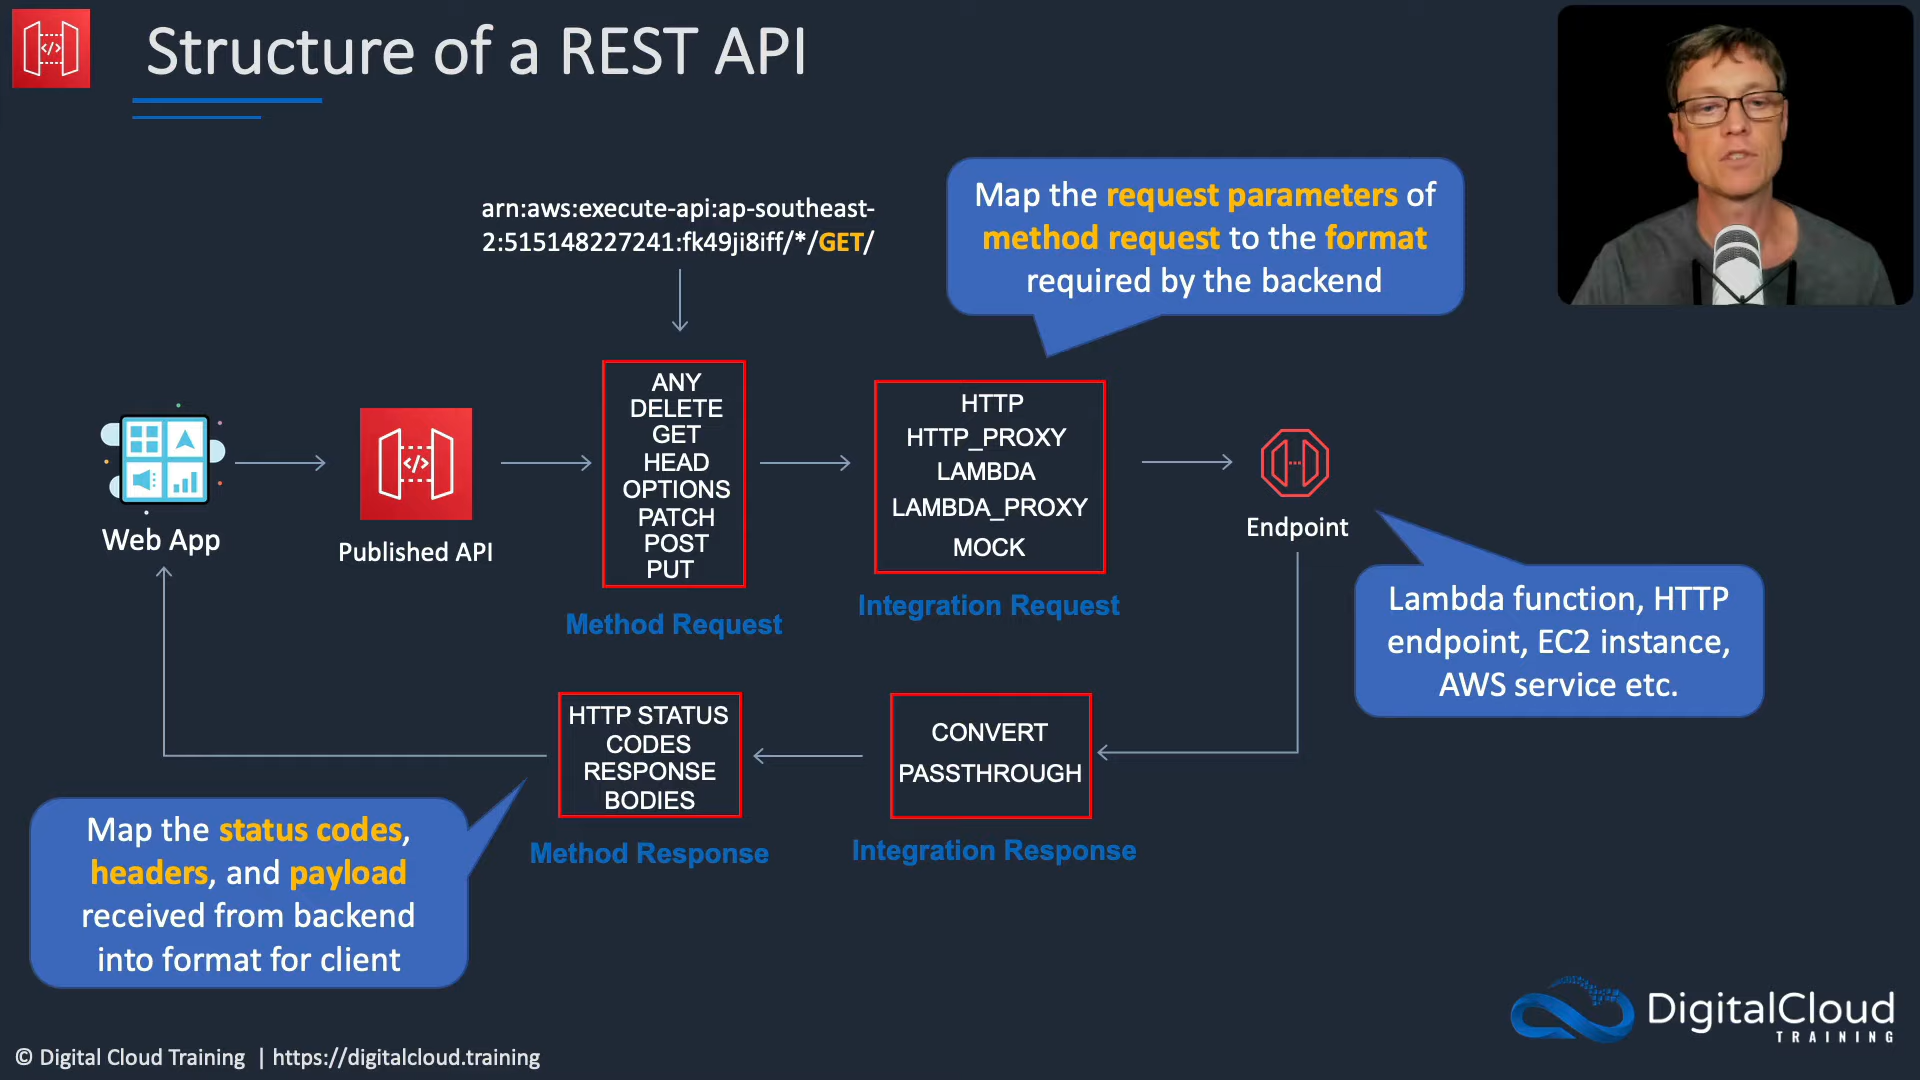 Structure of a REST API
arn:aws:execute-api:ap-southeast-
2:515148227241:fk49ji8iff/*/GET/
Map the request parameters of
method request to the format
required by the backend
Web App
Published API
ANY
DELETE
GET
HEAD
OPTIONS
PATCH
POST
PUT
Method Request
HTTP
HTTP_PROXY
LAMBDA
LAMBDA_PROXY
MOCK
Integration Request
Endpoint
Lambda function, HTTP
endpoint, EC2 instance,
AWS service etc.
CONVERT
PASSTHROUGH
Integration Response
HTTP STATUS
CODES
RESPONSE
BODIES
Method Response
Map the status codes,
headers, and payload
received from backend
into format for client
DigitalCloud
TRAINING
© Digital Cloud Training | https://digitalcloud.training